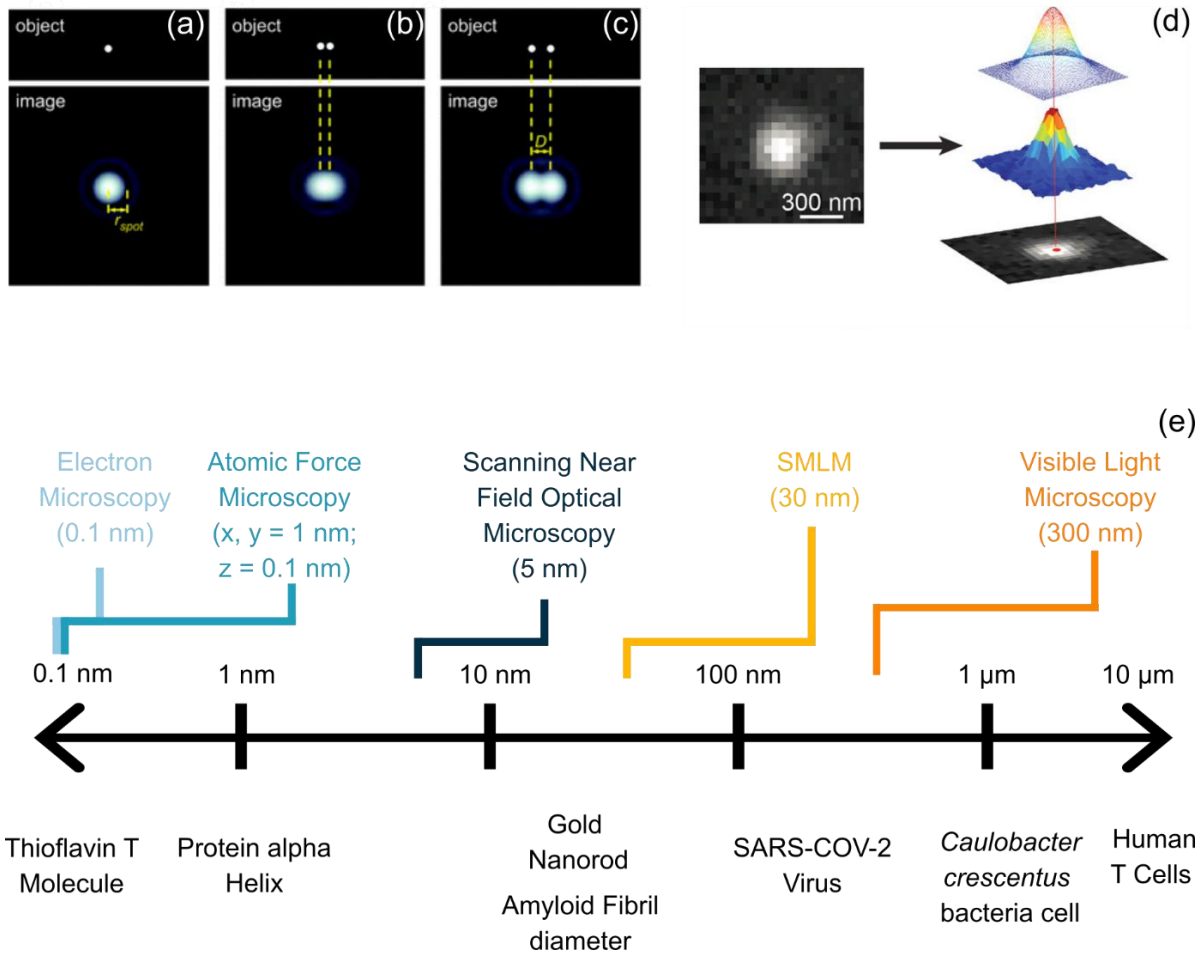 (a)
object
image
r_spot
(b)
object
image
(c)
object
image
D
(d)
300 nm
(e)
Electron
Microscopy
(0.1 nm)
Atomic Force
Microscopy
(x, y = 1 nm;
z = 0.1 nm)
Scanning Near
Field Optical
Microscopy
(5 nm)
SMLM
(30 nm)
Visible Light
Microscopy
(300 nm)
0.1 nm
1 nm
10 nm
100 nm
1 μm
10 μm
Thioflavin T
Molecule
Protein alpha
Helix
Gold
Nanorod
Amyloid Fibril
diameter
SARS-COV-2
Virus
Caulobacter
crescentus
bacteria cell
Human
T Cells